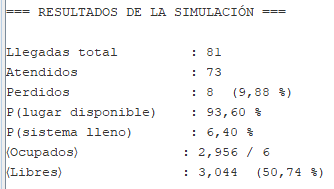 === RESULTADOS DE LA SIMULACIÓN ===
Llegadas total : 81
Atendidos : 73
Perdidos : 8 (9,88 %)
P(lugar disponible) : 93,60 %
P(sistema lleno) : 6,40 %
⟨Ocupados⟩ : 2,956 / 6
⟨Libres⟩ : 3,044 (50,74 %)